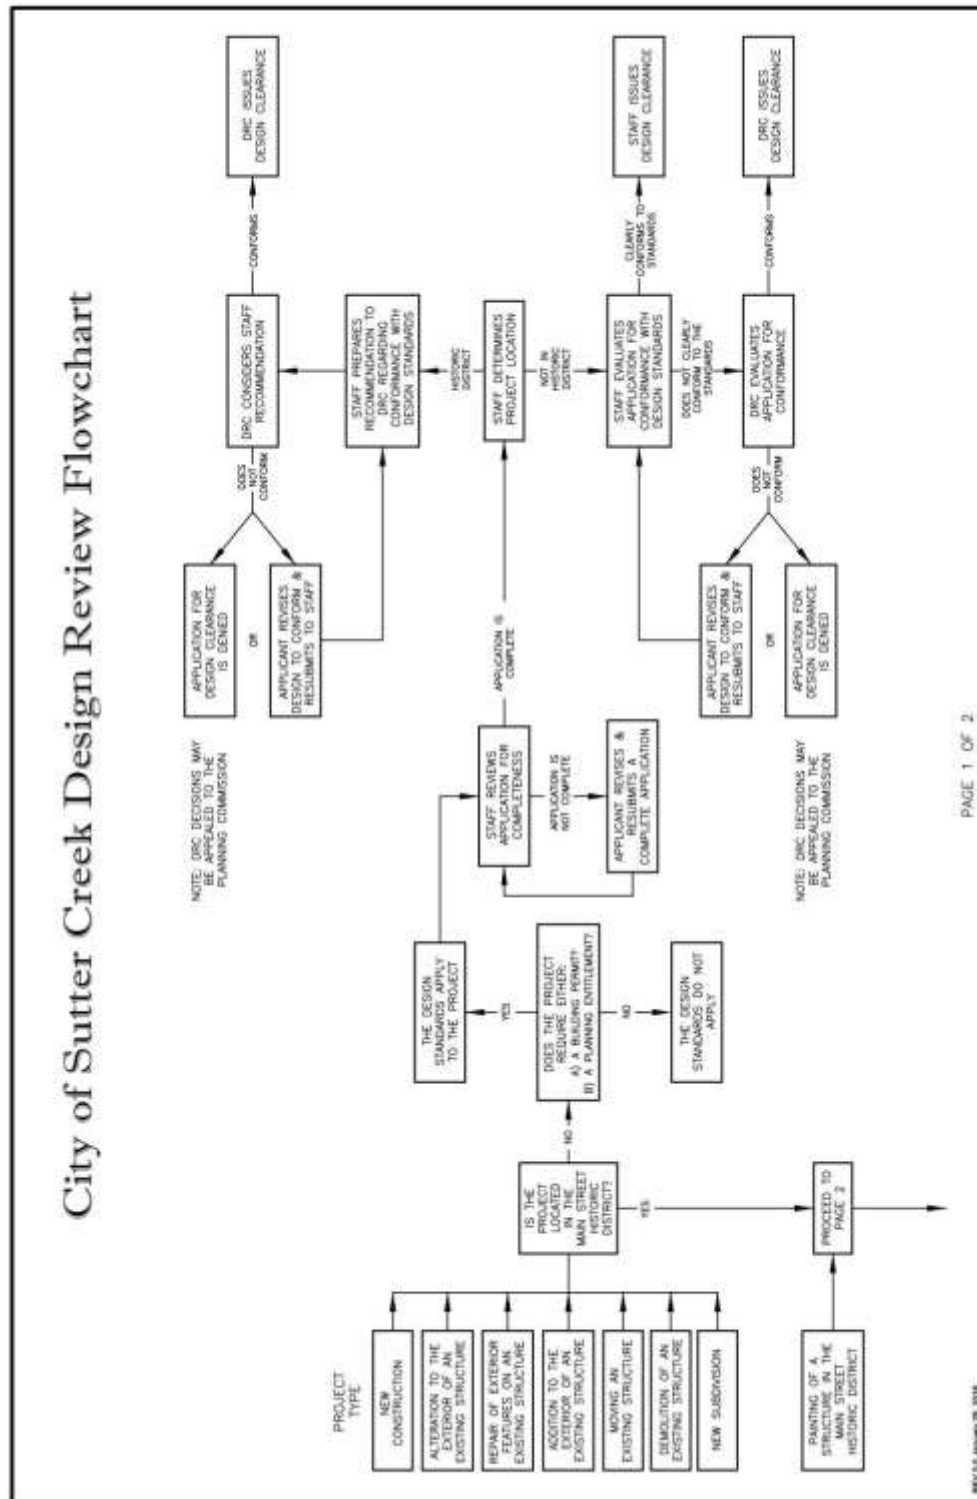 City of Sutter Creek Design Review Flowchart
PROJECT
TYPE
NEW
CONSTRUCTION
ALTERATION TO THE
EXTERIOR OF AN
EXISTING STRUCTURE
REPAIR OF EXTERIOR
FEATURES ON AN
EXISTING STRUCTURE
ADDITION TO THE
EXTERIOR OF AN
EXISTING STRUCTURE
MOVING AN
EXISTING STRUCTURE
DEMOLITION OF AN
EXISTING STRUCTURE
NEW SUBDIVISION
PAINTING OF A
STRUCTURE IN THE
MAIN STREET
HISTORIC DISTRICT
IS THE
PROJECT
LOCATED
IN THE
MAIN STREET
HISTORIC
DISTRICT?
NO
YES
PROCEED TO
PAGE 2
THE DESIGN
STANDARDS APPLY
TO THE PROJECT
YES
DOES THE PROJECT
REQUIRE EITHER:
A) A BUILDING PERMIT?
B) A PLANNING ENTITLEMENT?
NO
THE DESIGN
STANDARDS DO NOT
APPLY
STAFF REVIEWS
APPLICATION FOR
COMPLETENESS
APPLICATION IS
NOT COMPLETE
APPLICANT REVISES &
RESUBMITS A
COMPLETE APPLICATION
APPLICATION IS
COMPLETE
NOTE: DRC DECISIONS MAY
BE APPEALED TO THE
PLANNING COMMISSION
APPLICATION FOR
DESIGN CLEARANCE
IS DENIED
OR
APPLICANT REVISES
DESIGN TO CONFORM &
RESUBMITS TO STAFF
DOES
NOT
CONFORM
DRC CONSIDERS STAFF
RECOMMENDATION
CONFORMS
DRC ISSUES
DESIGN CLEARANCE
STAFF PREPARES
RECOMMENDATION TO
DRC REGARDING
CONFORMANCE WITH
DESIGN STANDARDS
HISTORIC
DISTRICT
STAFF DETERMINES
PROJECT LOCATION
NOT IN
HISTORIC
DISTRICT
STAFF EVALUATES
APPLICATION FOR
CONFORMANCE WITH
DESIGN STANDARDS
CLEARLY
CONFORMS TO
STANDARDS
STAFF ISSUES
DESIGN CLEARANCE
DOES NOT CLEARLY
CONFORM TO THE
STANDARDS
DRC EVALUATES
APPLICATION FOR
CONFORMANCE
CONFORMS
DRC ISSUES
DESIGN CLEARANCE
DOES
NOT
CONFORM
APPLICANT REVISES
DESIGN TO CONFORM &
RESUBMITS TO STAFF
OR
APPLICATION FOR
DESIGN CLEARANCE
IS DENIED
NOTE: DRC DECISIONS MAY
BE APPEALED TO THE
PLANNING COMMISSION
PAGE 1 OF 2